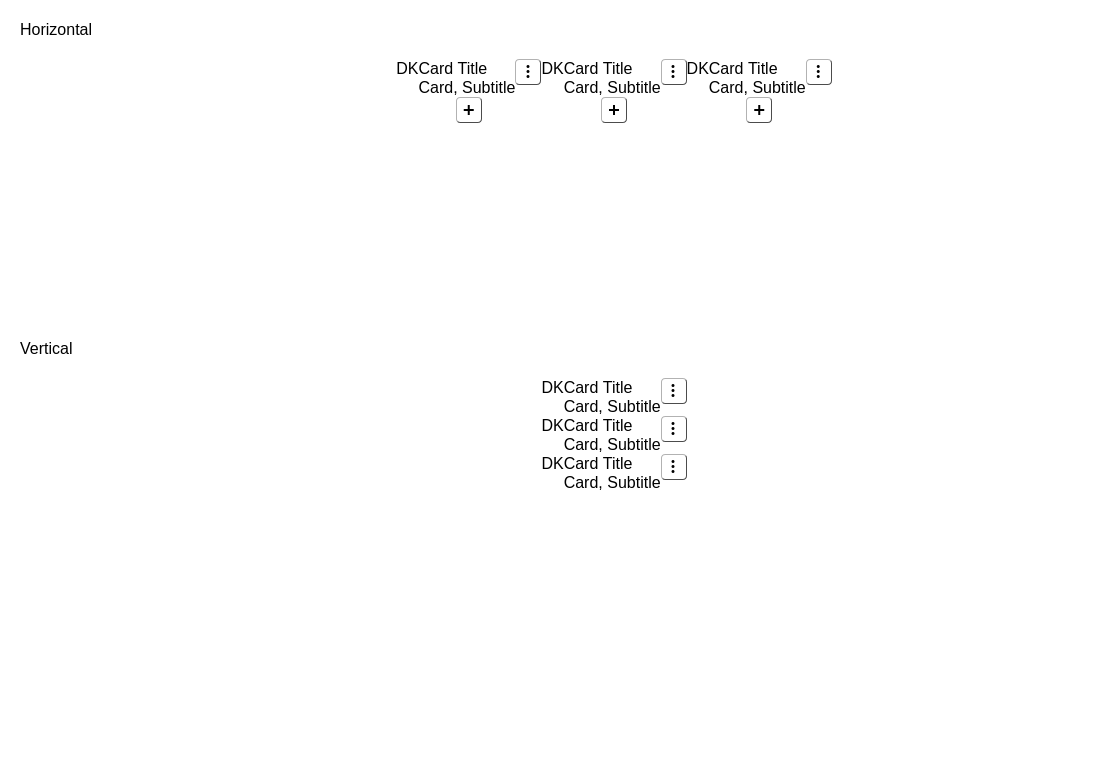 Horizontal
DKCard Title DKCard Title DKCard Title
Card, Subtitle Card, Subtitle Card, Subtitle
+ + +
Vertical
DKCard Title
Card, Subtitle
DKCard Title
Card, Subtitle
DKCard Title
Card, Subtitle